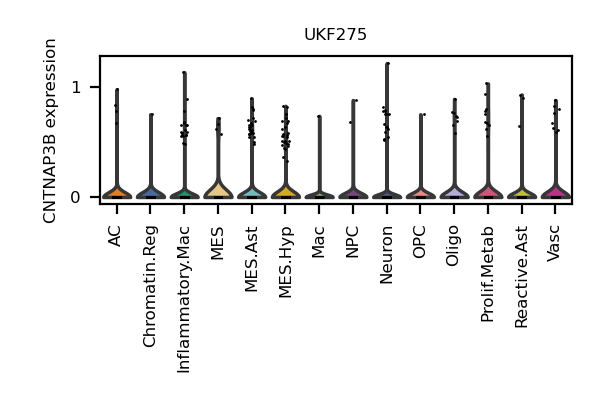 UKF275
CNTNAP3B expression
1
0
AC
Chromatin.Reg
Inflammatory.Mac
MES
MES.Ast
MES.Hyp
Mac
NPC
Neuron
OPC
Oligo
Prolif.Metab
Reactive.Ast
Vasc